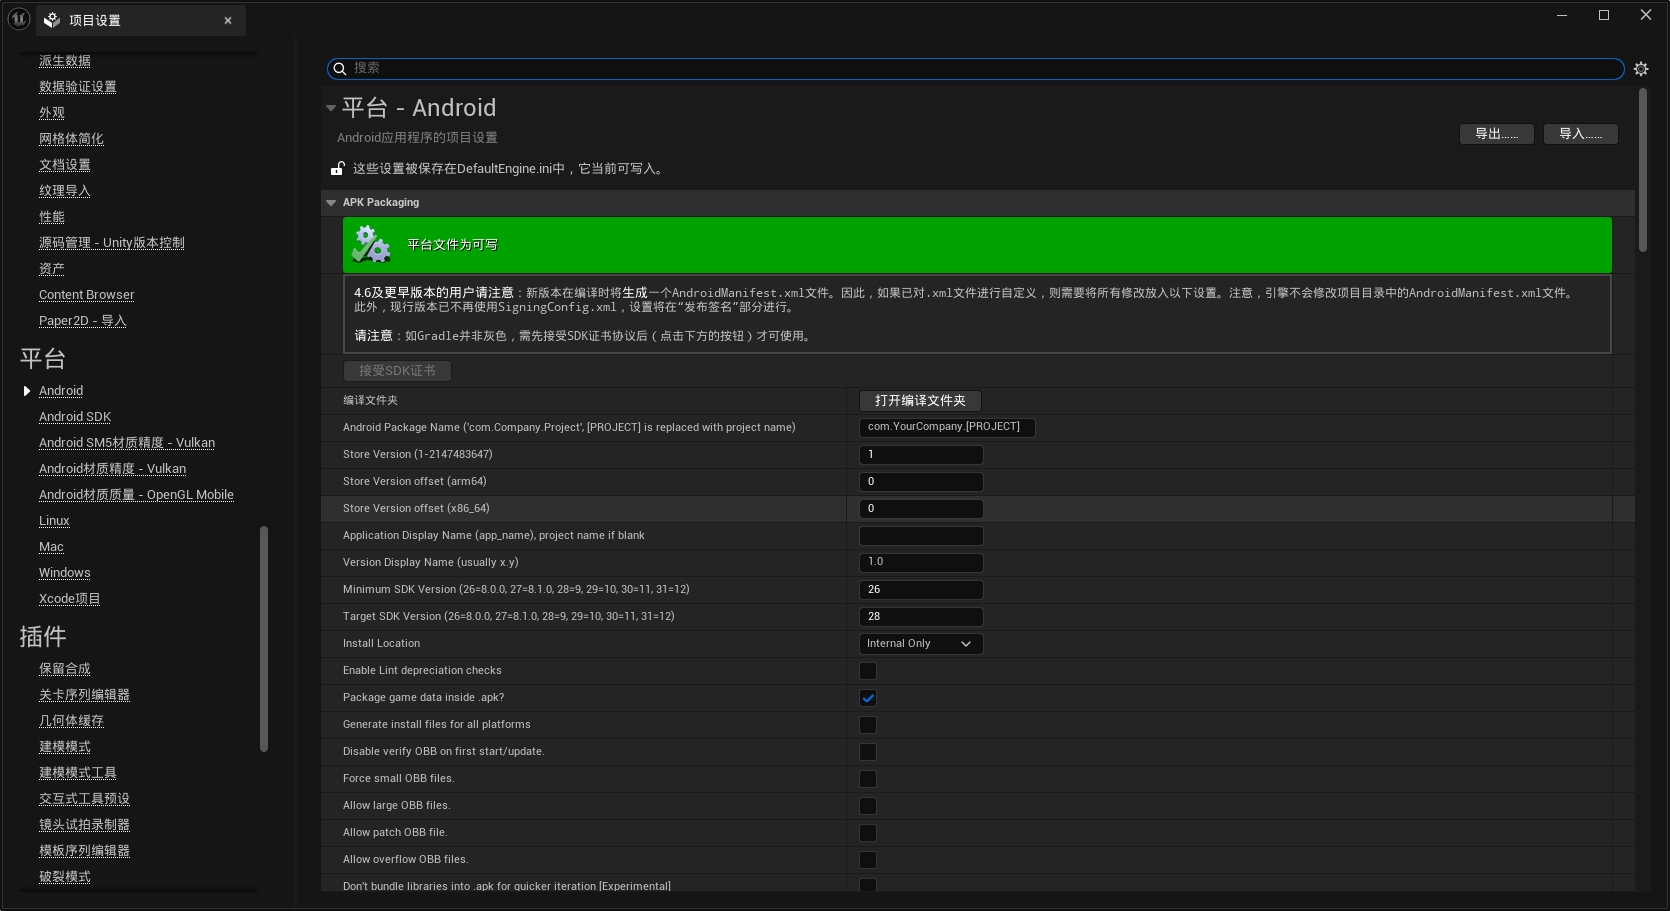 项目设置
派生数据
数据验证设置
外观
网格体简化
文档设置
纹理导入
性能
源码管理 - Unity版本控制
资产
Content Browser
Paper2D - 导入
平台
Android
Android SDK
Android SM5材质精度 - Vulkan
Android材质精度 - Vulkan
Android材质质量 - OpenGL Mobile
Linux
Mac
Windows
Xcode项目
插件
保留合成
关卡序列编辑器
几何体缓存
建模模式
建模模式工具
交互式工具预设
镜头试拍录制器
模板序列编辑器
破裂模式
搜索
平台 - Android
Android应用程序的项目设置
导出......
导入......
这些设置被保存在DefaultEngine.ini中，它当前可写入。
APK Packaging
平台文件为可写
4.6及更早版本的用户请注意：新版本在编译时将生成一个AndroidManifest.xml文件。因此，如果已对.xml文件进行自定义，则需要将所有修改放入以下设置。注意，引擎不会修改项目目录中的AndroidManifest.xml文件。
此外，现行版本已不再使用SigningConfig.xml，设置将在“发布签名”部分进行。
请注意：如Gradle并非灰色，需先接受SDK证书协议后（点击下方的按钮）才可使用。
接受SDK证书
编译文件夹
打开编译文件夹
Android Package Name ('com.Company.Project', [PROJECT] is replaced with project name)
com.YourCompany.[PROJECT]
Store Version (1-2147483647)
1
Store Version offset (arm64)
0
Store Version offset (x86_64)
0
Application Display Name (app_name), project name if blank
Version Display Name (usually x.y)
1.0
Minimum SDK Version (26=8.0.0, 27=8.1.0, 28=9, 29=10, 30=11, 31=12)
26
Target SDK Version (26=8.0.0, 27=8.1.0, 28=9, 29=10, 30=11, 31=12)
28
Install Location
Internal Only
Enable Lint depreciation checks
Package game data inside .apk?
Generate install files for all platforms
Disable verify OBB on first start/update.
Force small OBB files.
Allow large OBB files.
Allow patch OBB file.
Allow overflow OBB files.
Don't bundle libraries into .apk for quicker iteration [Experimental]